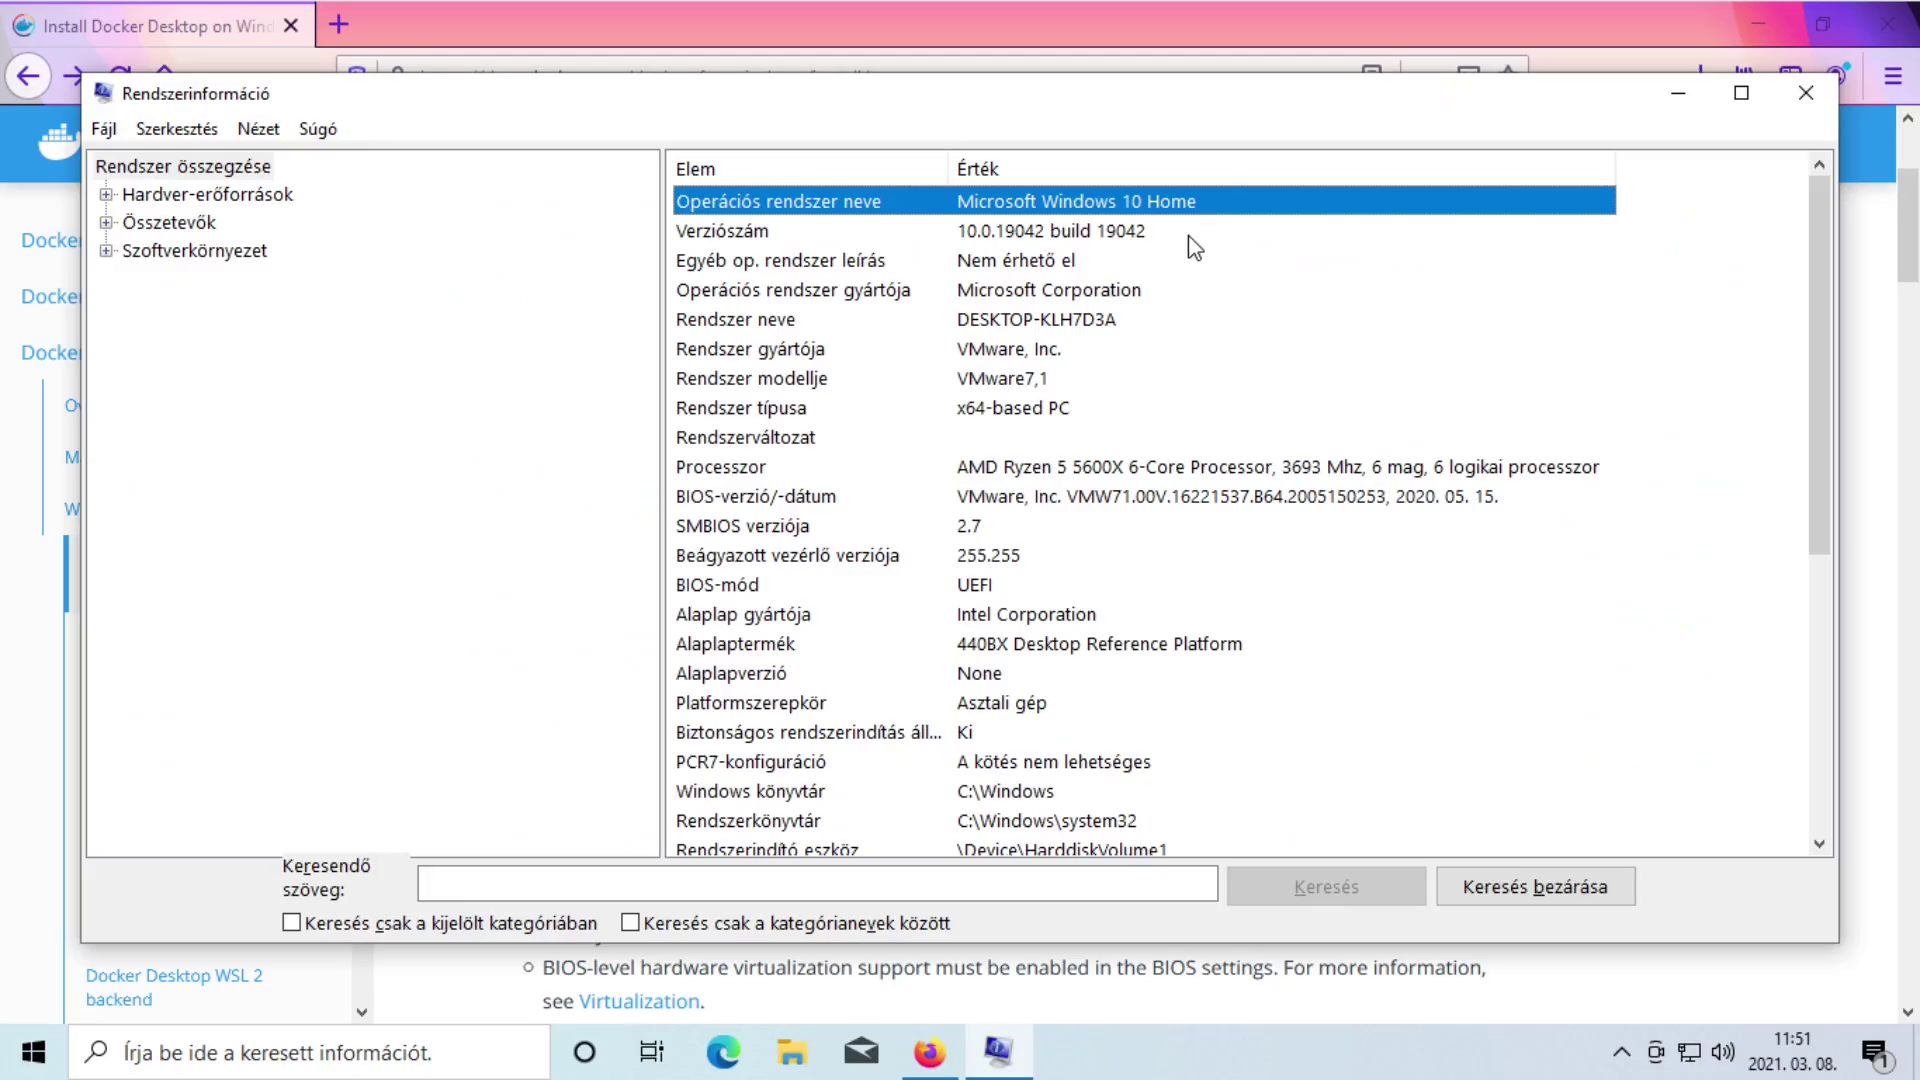 Install Docker Desktop on Wind
Rendszerinformáció
Fájl Szerkesztés Nézet Súgó
Rendszer összegzése
Hardver-erőforrások
Összetevők
Szoftverkörnyezet
Elem Érték
Operációs rendszer neve Microsoft Windows 10 Home
Verziószám 10.0.19042 build 19042
Egyéb op. rendszer leírás Nem érhető el
Operációs rendszer gyártója Microsoft Corporation
Rendszer neve DESKTOP-KLH7D3A
Rendszer gyártója VMware, Inc.
Rendszer modellje VMware7,1
Rendszer típusa x64-based PC
Rendszerváltozat
Processzor AMD Ryzen 5 5600X 6-Core Processor, 3693 Mhz, 6 mag, 6 logikai processzor
BIOS-verzió/-dátum VMware, Inc. VMW71.00V.16221537.B64.2005150253, 2020. 05. 15.
SMBIOS verziója 2.7
Beágyazott vezérlő verziója 255.255
BIOS-mód UEFI
Alaplap gyártója Intel Corporation
Alaplaptermék 440BX Desktop Reference Platform
Alaplapverzió None
Platformszerepkör Asztali gép
Biztonságos rendszerindítás áll... Ki
PCR7-konfiguráció A kötés nem lehetséges
Windows könyvtár C:\Windows
Rendszerkönyvtár C:\Windows\system32
Rendszerindító eszköz \Device\HarddiskVolume1
Keresendő
szöveg:
Keresés
Keresés bezárása
Keresés csak a kijelölt kategóriában
Keresés csak a kategórianevek között
Docke
Docke
Docke
Ov
M
W
Docker Desktop WSL 2
backend
BIOS-level hardware virtualization support must be enabled in the BIOS settings. For more information,
see Virtualization.
Írja be ide a keresett információt.
11:51
2021. 03. 08.
1